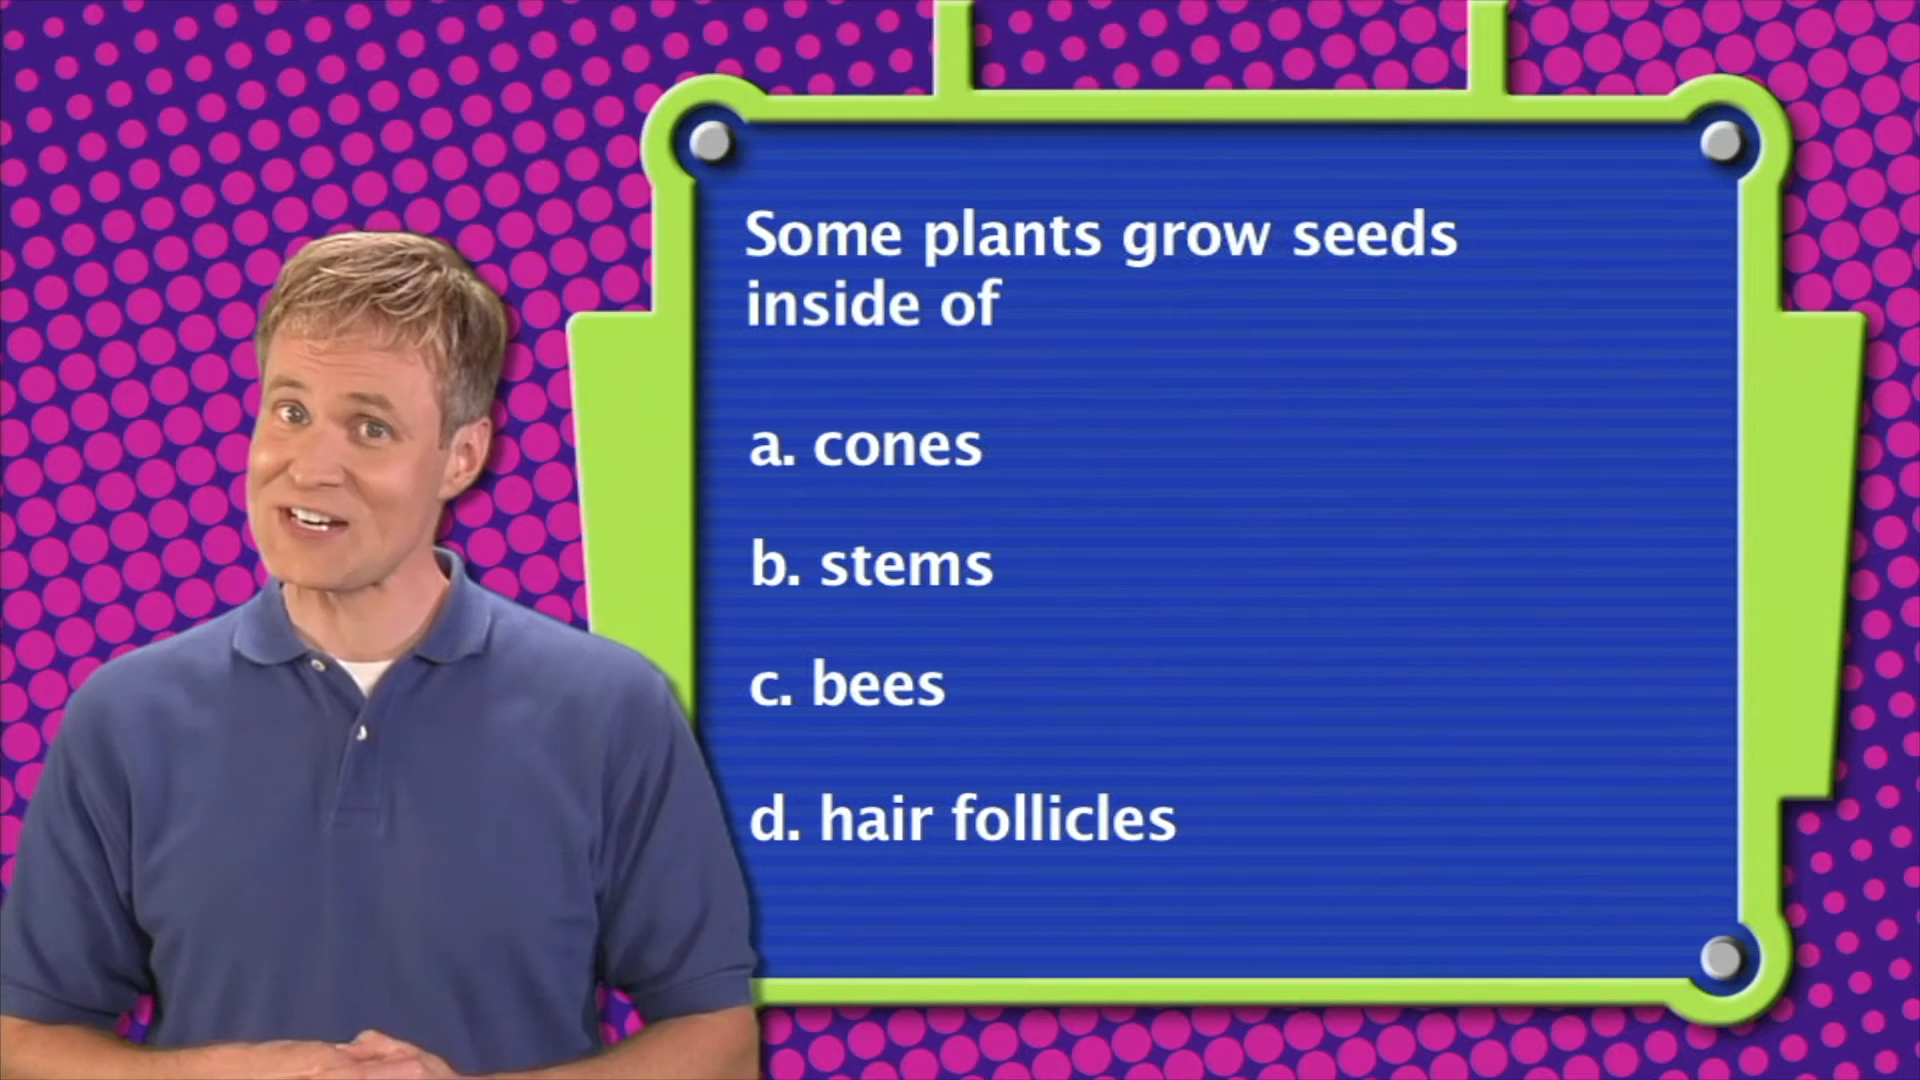 Some plants grow seeds
inside of
a. cones
b. stems
c. bees
d. hair follicles